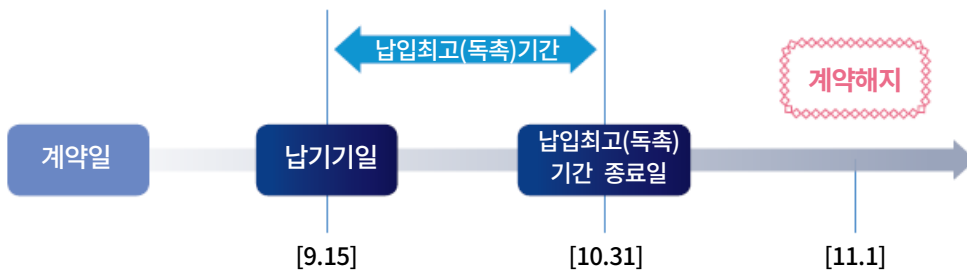 납입최고(독촉)기간
계약해지
계약일
납기기일
납입최고(독촉)
기간 종료일
[9.15]
[10.31]
[11.1]